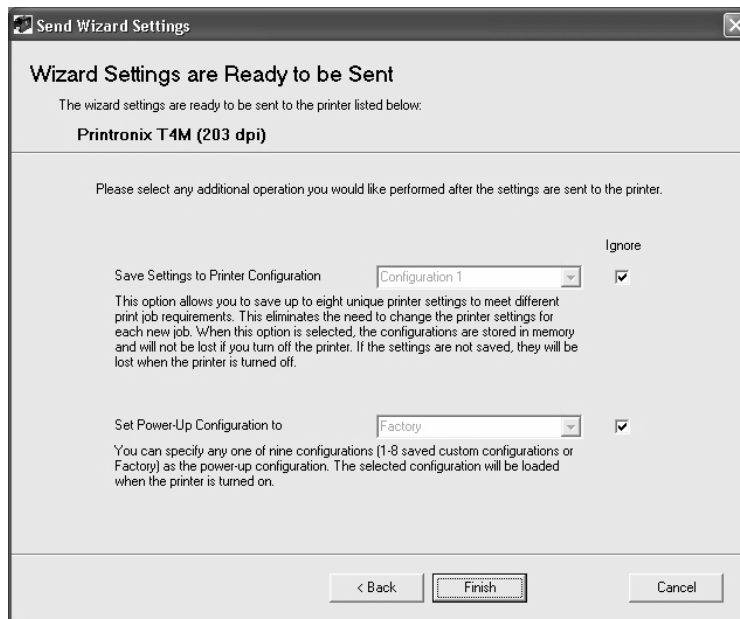 Send Wizard Settings
Wizard Settings are Ready to be Sent
The wizard settings are ready to be sent to the printer listed below:
Printronix T4M (203 dpi)
Please select any additional operation you would like performed after the settings are sent to the printer.
Ignore
Save Settings to Printer Configuration Configuration 1
This option allows you to save up to eight unique printer settings to meet different
print job requirements. This eliminates the need to change the printer settings for
each new job. When this option is selected, the configurations are stored in memory
and will not be lost if you turn off the printer. If the settings are not saved, they will be
lost when the printer is turned off.
Set Power-Up Configuration to Factory
You can specify any one of nine configurations (1-8 saved custom configurations or
Factory) as the power-up configuration. The selected configuration will be loaded
when the printer is turned on.
< Back Finish Cancel